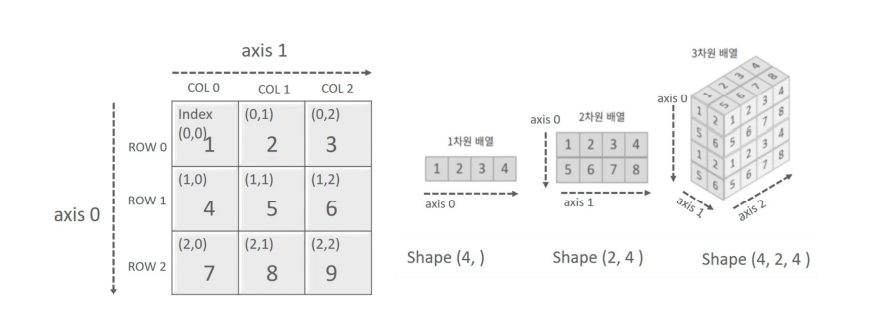 axis 1
COL 0 COL 1 COL 2
axis 0
ROW 0
Index
(0,0) (0,1) (0,2)
1 2 3
ROW 1
(1,0) (1,1) (1,2)
4 5 6
ROW 2
(2,0) (2,1) (2,2)
7 8 9
1차원 배열
1 2 3 4
axis 0
Shape (4, )
axis 0
2차원 배열
1 2 3 4
5 6 7 8
axis 1
Shape (2, 4 )
3차원 배열
axis 0
1 2 3 4
5 6 7 8
1 2
5 6
1 2
5 6
1 2 3 4
5 6 7 8
1 2 3 4
5 6 7 8
axis 1
axis 2
Shape (4, 2, 4 )